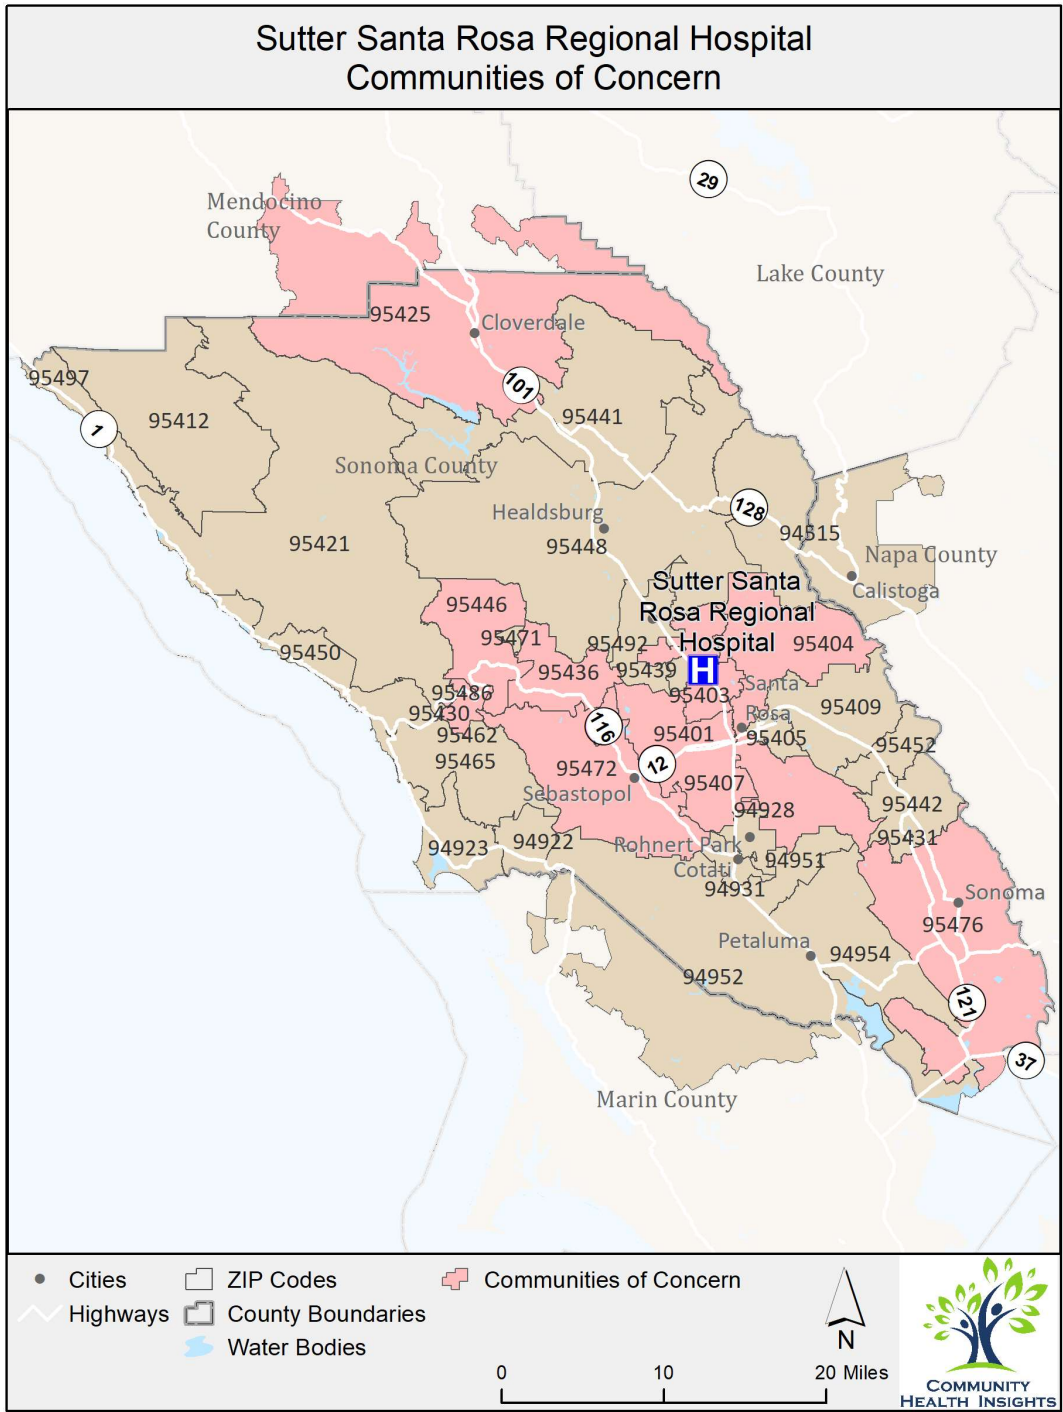 Sutter Santa Rosa Regional Hospital
Communities of Concern
29
Mendocino
County
Lake County
95425
Cloverdale
95497
101
95412
95441
1
Sonoma County
128
Healdsburg
94515
95421
95448
Napa County
Sutter Santa
Calistoga
95446
Rosa Regional
95471
95492
Hospital
95404
95450
95436
95439
H
95486
95403
Santa
95430
Rosa
95409
116
95462
95401
95405
95452
95465
95472
12
Sebastopol
95407
95442
94928
94923
94922
Rohnert Park
95431
Cotati
94951
94931
Sonoma
95476
Petaluma
94954
94952
121
37
Marin County
Cities
ZIP Codes
Communities of Concern
Highways
County Boundaries
Water Bodies
N
0 10 20 Miles
COMMUNITY
HEALTH INSIGHTS